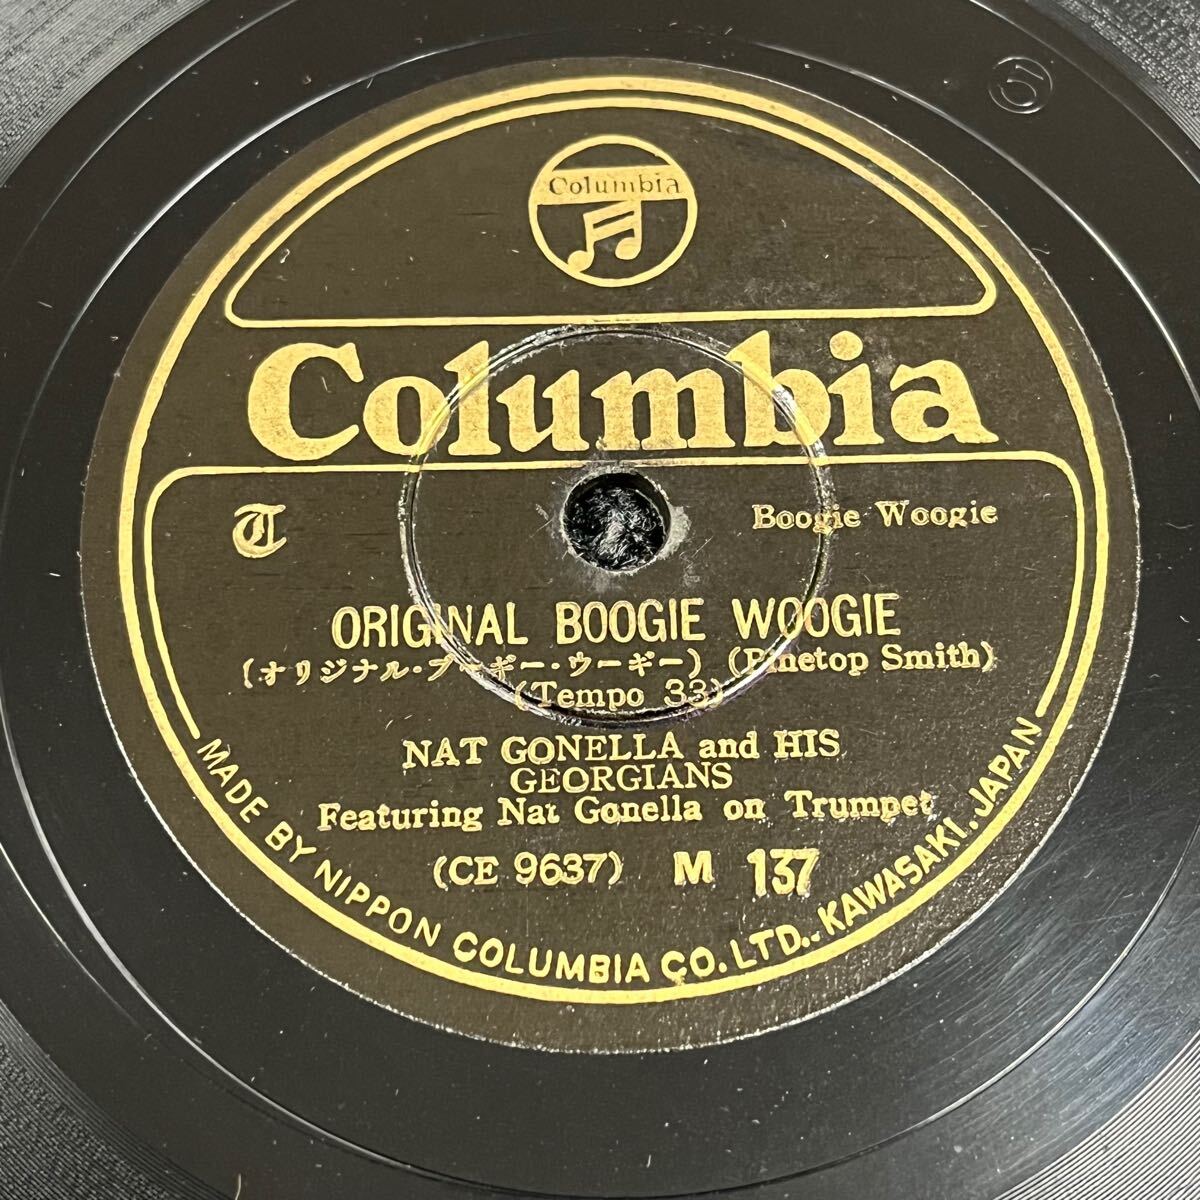 5
Columbia
Columbia
T
Boogie Woogie
ORIGINAL BOOGIE WOOGIE
(オリジナル・ブーギー・ウーギー) (Pinetop Smith)
(Tempo 33)
NAT GONELLA and HIS
GEORGIANS
Featuring Nat Gonella on Trumpet
(CE 9637) M 137
MADE BY NIPPON COLUMBIA CO. LTD., KAWASAKI, JAPAN